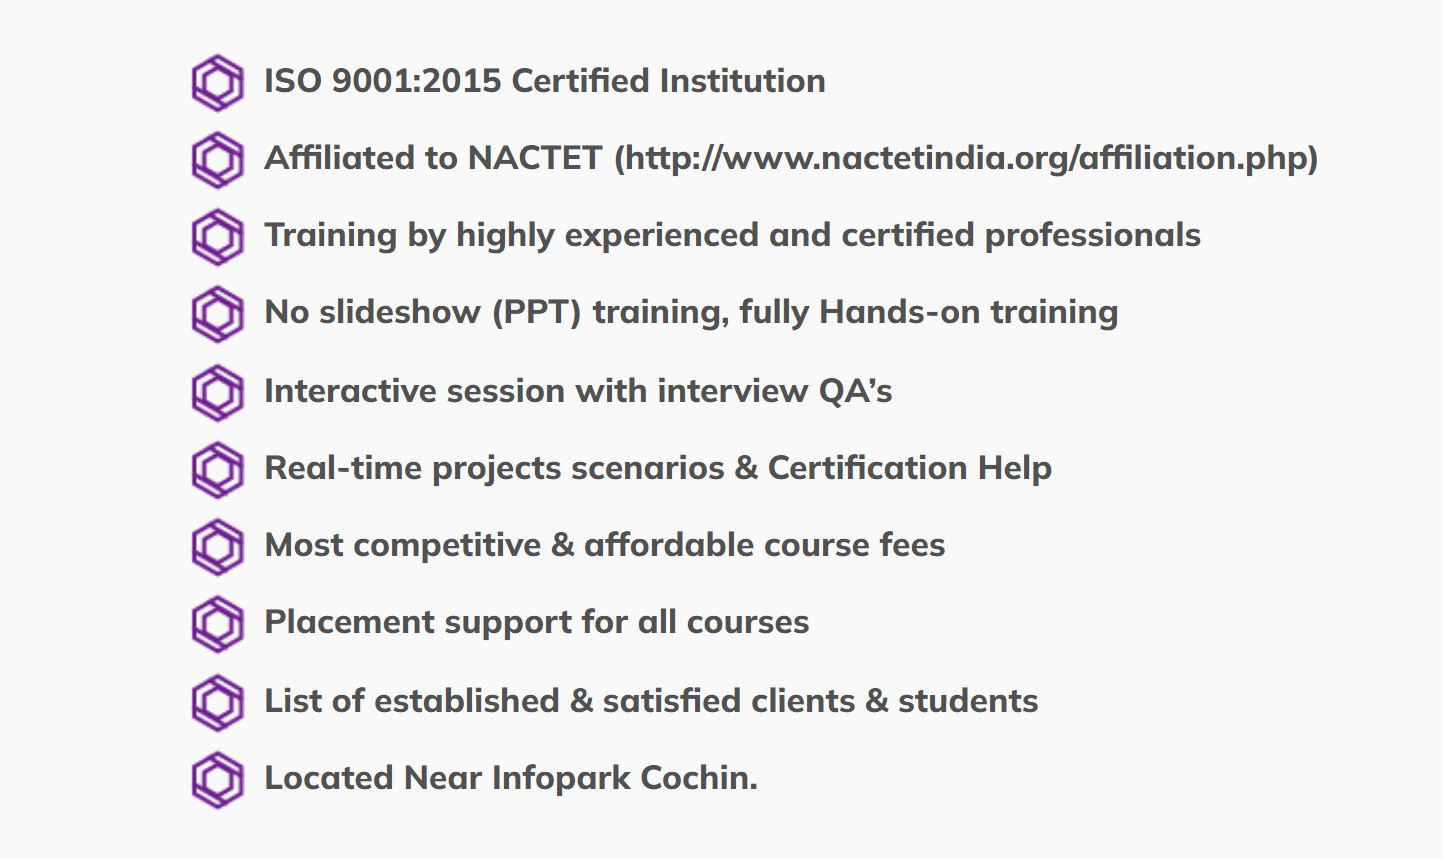 ISO 9001:2015 Certified Institution
Affiliated to NACTET (http://www.nactetindia.org/affiliation.php)
Training by highly experienced and certified professionals
No slideshow (PPT) training, fully Hands-on training
Interactive session with interview QA’s
Real-time projects scenarios & Certification Help
Most competitive & affordable course fees
Placement support for all courses
List of established & satisfied clients & students
Located Near Infopark Cochin.